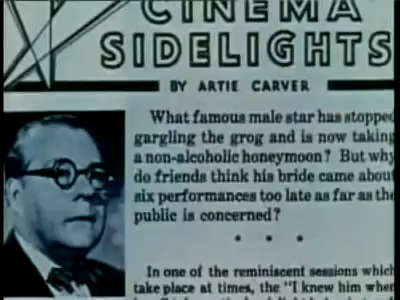 CINEMA
SIDELIGHTS
BY ARTIE CARVER
What famous male star has stopped
gargling the grog and is now taking
a non-alcoholic honeymoon? But why
do friends think his bride came about
six performances too late as far as the
public is concerned?
* * *
In one of the reminiscent sessions which
take place at times, the "I knew him when